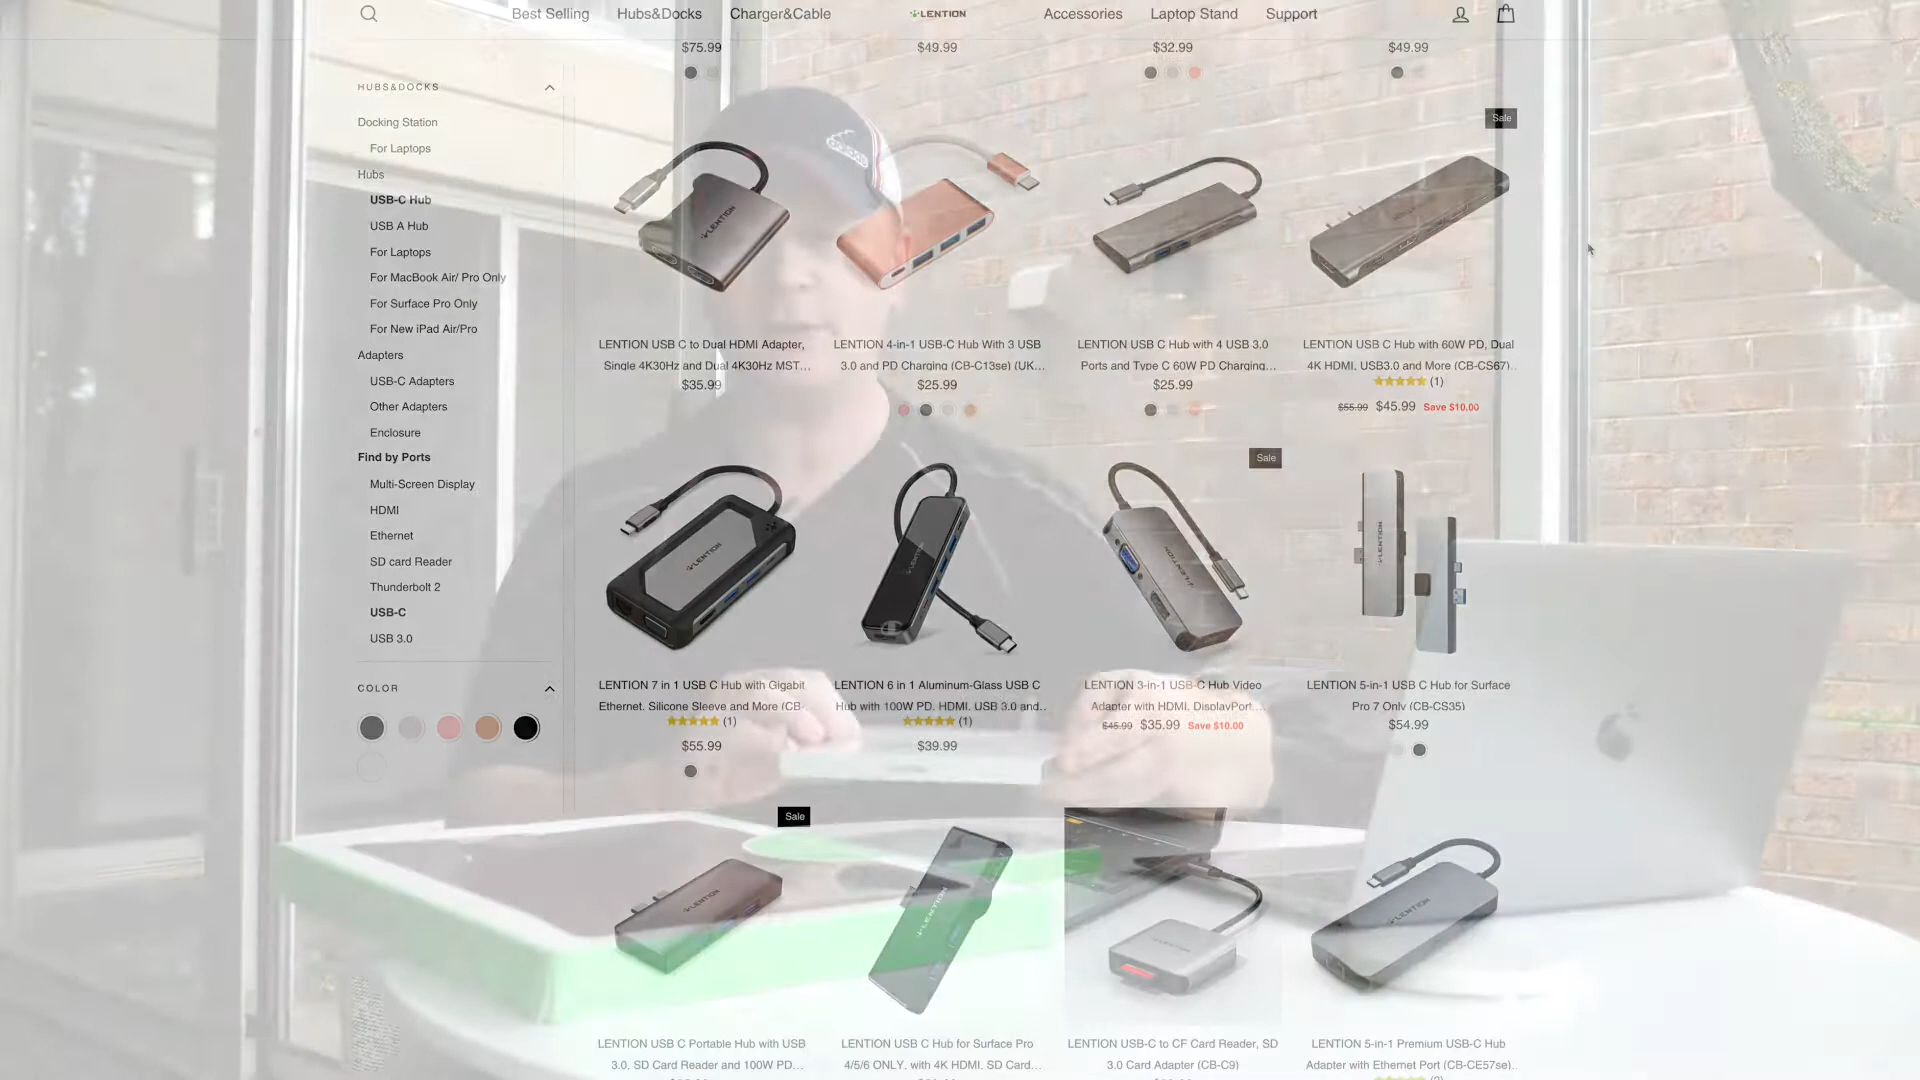 Best Selling
Hubs&Docks
Charger&Cable
LENTION
Accessories
Laptop Stand
Support
$75.99
$49.99
$32.99
$49.99
HUBS&DOCKS
Docking Station
For Laptops
Hubs
USB-C Hub
USB A Hub
For Laptops
For MacBook Air/ Pro Only
For Surface Pro Only
For New iPad Air/Pro
Adapters
USB-C Adapters
Other Adapters
Enclosure
Find by Ports
Multi-Screen Display
HDMI
Ethernet
SD card Reader
Thunderbolt 2
USB-C
USB 3.0
COLOR
Sale
LENTION
adidas
LENTION USB C to Dual HDMI Adapter,
Single 4K30Hz and Dual 4K30Hz MST...
$35.99
LENTION 4-in-1 USB-C Hub With 3 USB
3.0 and PD Charging (CB-C13se) (UK...
$25.99
LENTION USB C Hub with 4 USB 3.0
Ports and Type C 60W PD Charging...
$25.99
LENTION USB C Hub with 60W PD, Dual
4K HDMI, USB3.0 and More (CB-CS67)..
(1)
$55.99 $45.99 Save $10.00
Sale
LENTION
LENTION
LENTION
LENTION
LENTION 7 in 1 USB C Hub with Gigabit
Ethernet, Silicone Sleeve and More (CB-
(1)
$55.99
LENTION 6 in 1 Aluminum-Glass USB C
Hub with 100W PD, HDMI, USB 3.0 and..
(1)
$39.99
LENTION 3-in-1 USB-C Hub Video
Adapter with HDMI, DisplayPort,...
$45.99 $35.99 Save $10.00
LENTION 5-in-1 USB C Hub for Surface
Pro 7 Only (CB-CS35)
$54.99
Sale
LENTION
LENTION
LENTION
LENTION
LENTION USB C Portable Hub with USB
3.0, SD Card Reader and 100W PD...
LENTION USB C Hub for Surface Pro
4/5/6 ONLY, with 4K HDMI, SD Card...
LENTION USB-C to CF Card Reader, SD
3.0 Card Adapter (CB-C9)
LENTION 5-in-1 Premium USB-C Hub
Adapter with Ethernet Port (CB-CE57se)..